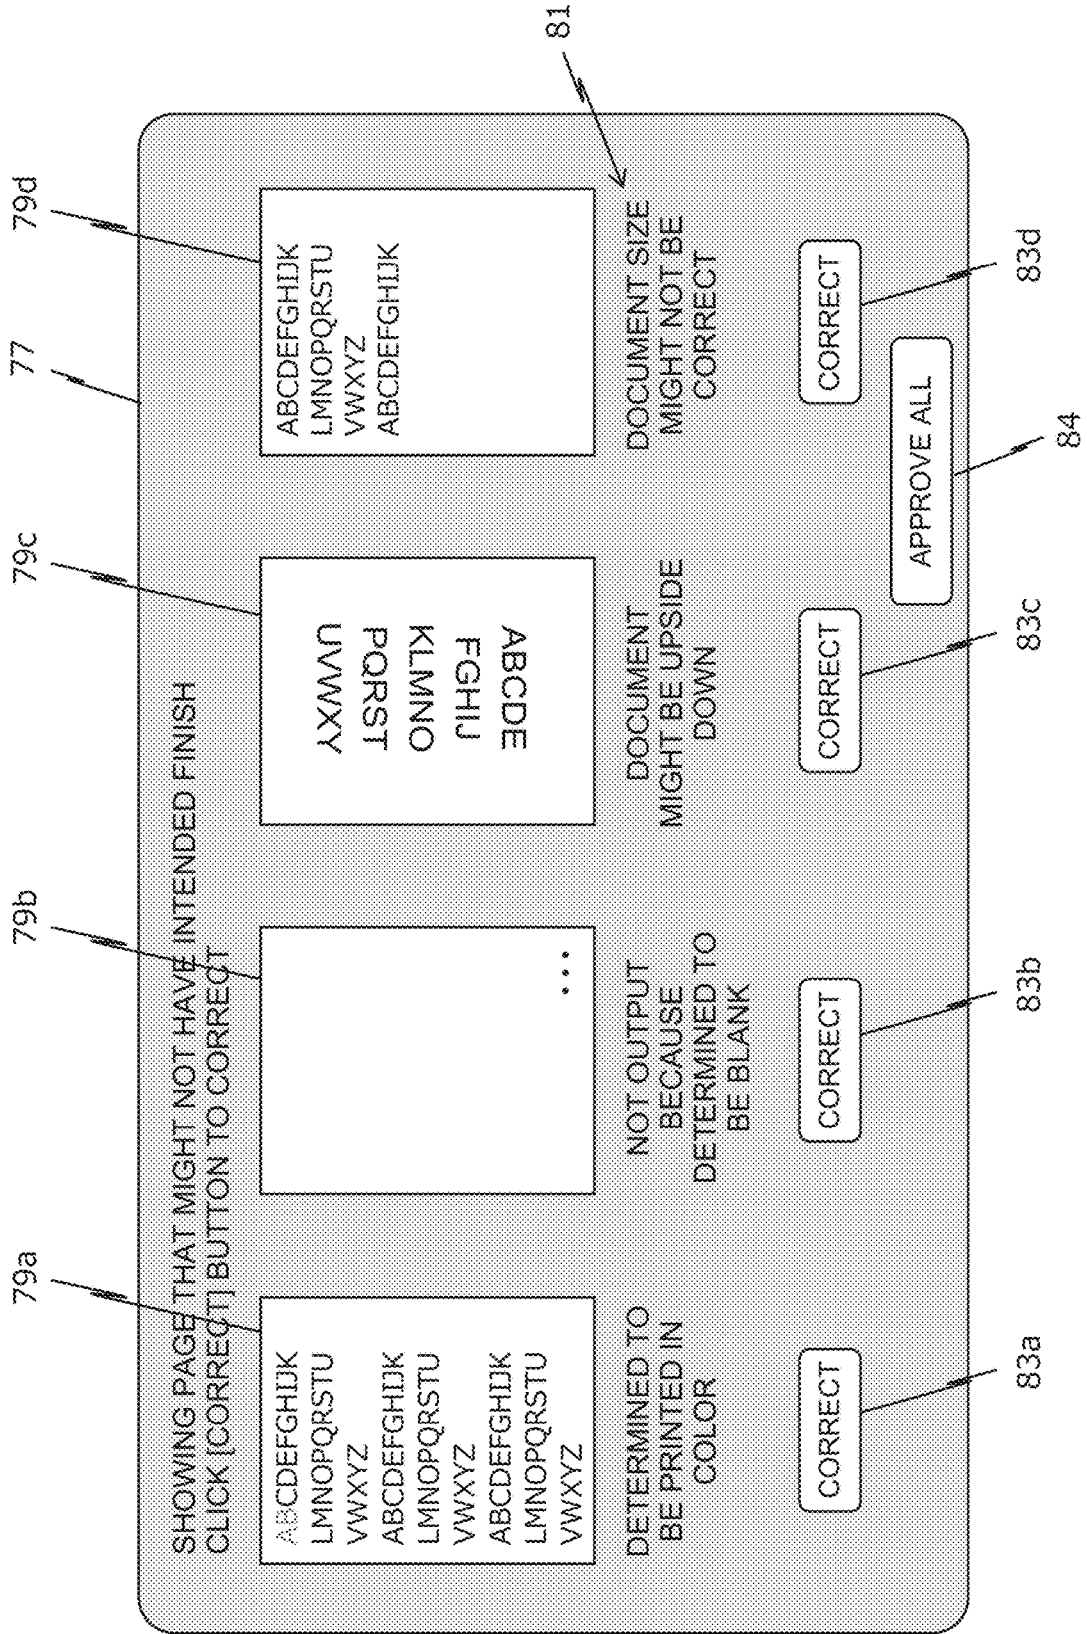 79a
79b
79c
77
79d
SHOWING PAGE THAT MIGHT NOT HAVE INTENDED FINISH
CLICK [CORRECT] BUTTON TO CORRECT
ABCDEFGHIJK
LMNOPQRSTU
VWXYZ
ABCDEFGHIJK
LMNOPQRSTU
VWXYZ
ABCDEFGHIJK
LMNOPQRSTU
VWXYZ
ABCDE
FGHIJ
KLMNO
PQRST
UVWXY
ABCDEFGHIJK
LMNOPQRSTU
VWXYZ
ABCDEFGHIJK
81
DETERMINED TO
BE PRINTED IN
COLOR
NOT OUTPUT
BECAUSE
DETERMINED TO
BE BLANK
DOCUMENT
MIGHT BE UPSIDE
DOWN
DOCUMENT SIZE
MIGHT NOT BE
CORRECT
CORRECT
CORRECT
CORRECT
CORRECT
APPROVE ALL
83a
83b
83c
83d
84